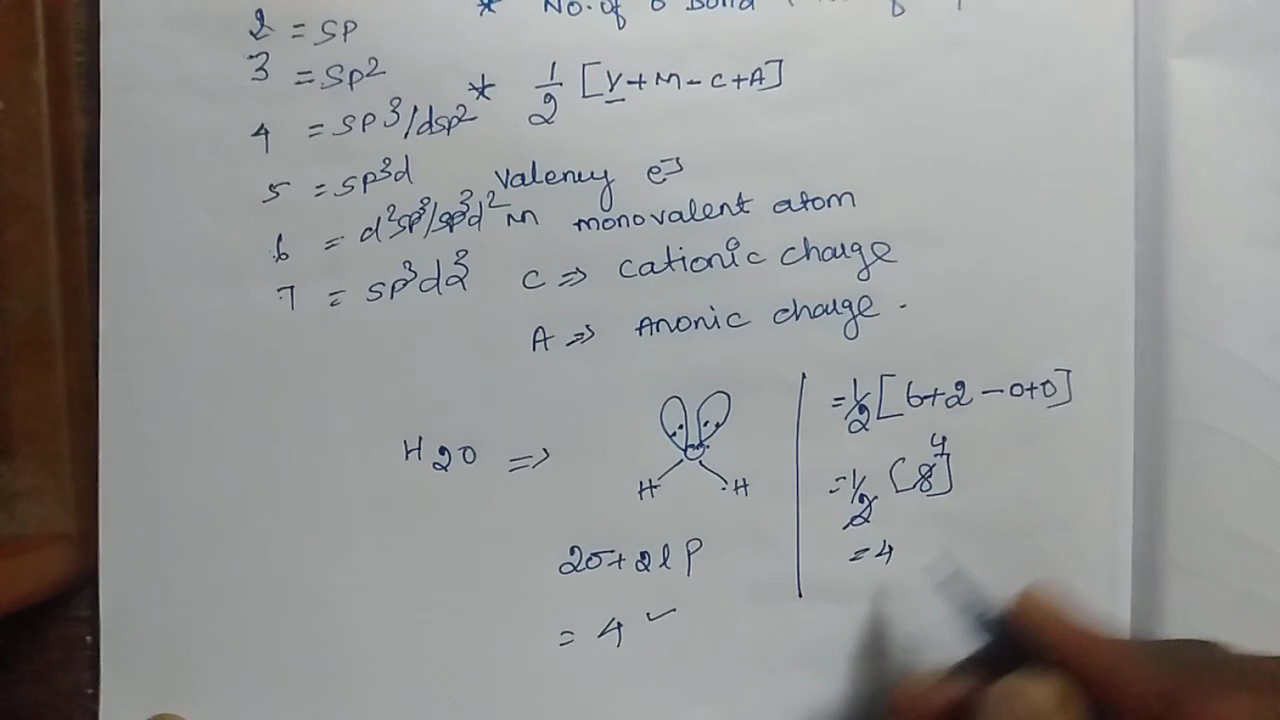 2 = SP
* No. of σ Bond
3 = SP2
* 1/2 [V+M-C+A]
4 = SP3/dsp2
5 = SP3d
Valency e-s
6 = d2SP3/SP3d2
M monovalent atom
7 = SP3d3
C => Cationic charge
A => Anonic charge.
H2O =>
H H
2σ+2lP
= 4 ✓
= 1/2 [6+2-0+0]
= 1/2 [8] 4
= 4